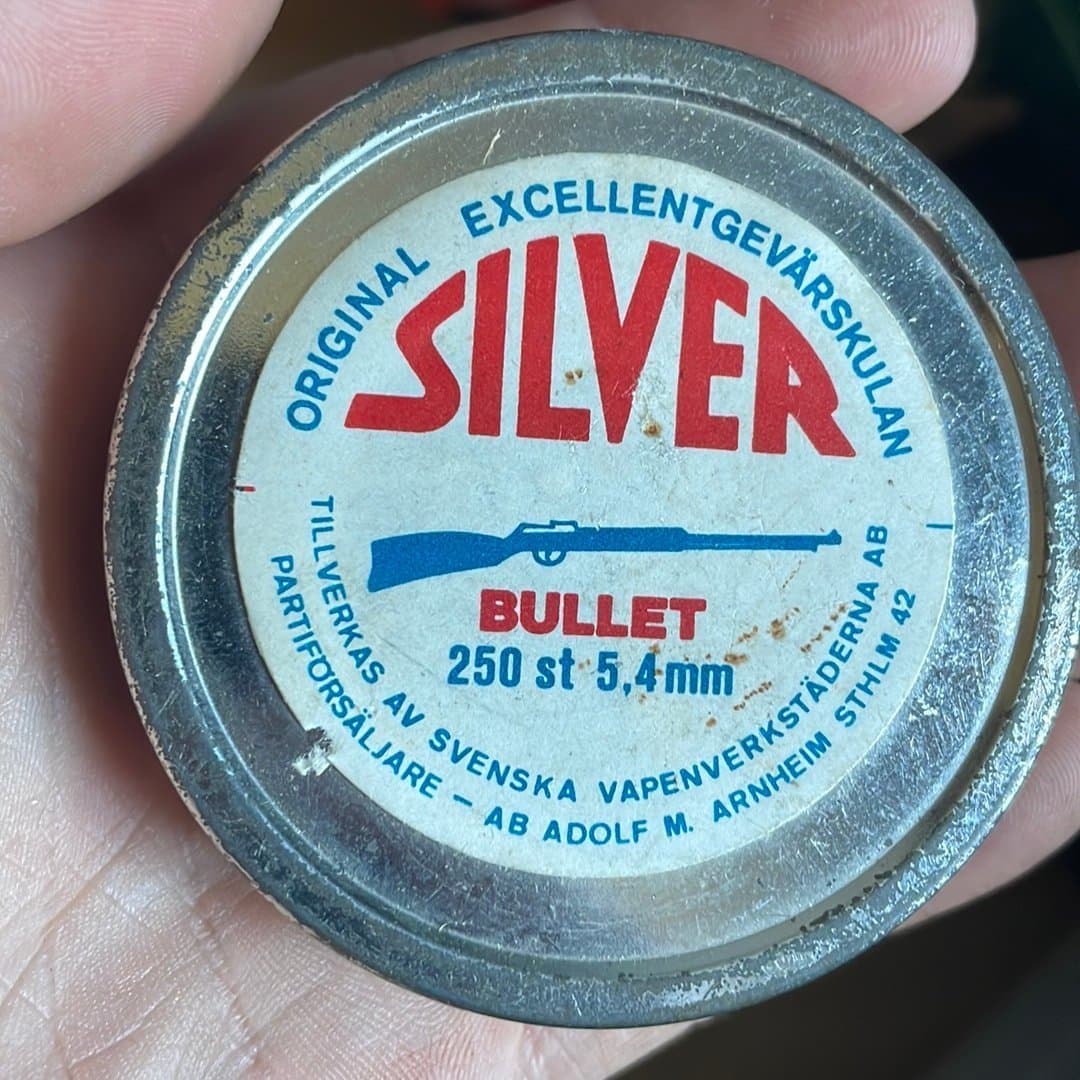 ORIGINAL EXCELLENTGEVÄRSKULAN
SILVER
BULLET
250 st 5,4mm
TILLVERKAS AV SVENSKA VAPENVERKSTÄDERNA AB
PARTIFÖRSÄLJARE - AB ADOLF M. ARNHEIM STHLM 42